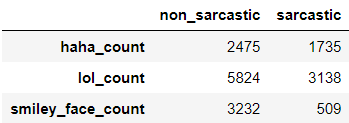 non_sarcastic sarcastic
haha_count 2475 1735
lol_count 5824 3138
smiley_face_count 3232 509